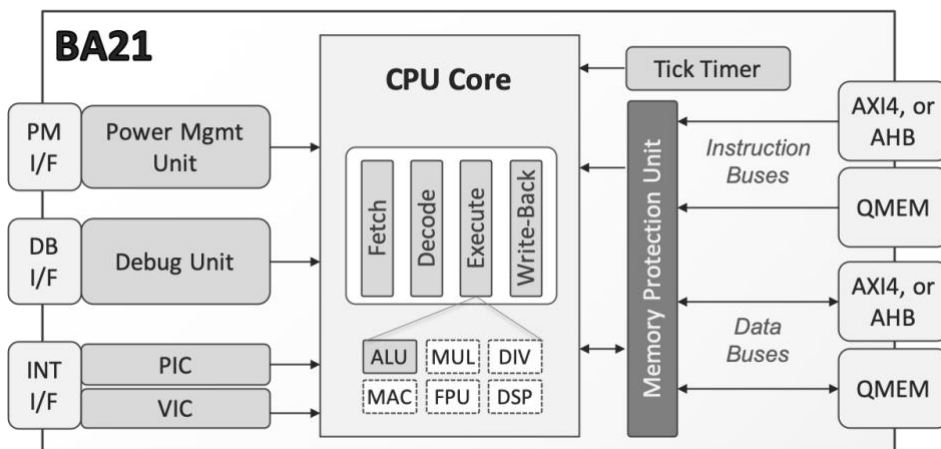 BA21
CPU Core
Tick Timer
PM
I/F
Power Mgmt
Unit
DB
I/F
Debug Unit
INT
I/F
PIC
VIC
Fetch
Decode
Execute
Write-Back
ALU
MUL
DIV
MAC
FPU
DSP
Memory Protection Unit
Instruction
Buses
Data
Buses
AXI4, or
AHB
QMEM
AXI4, or
AHB
QMEM